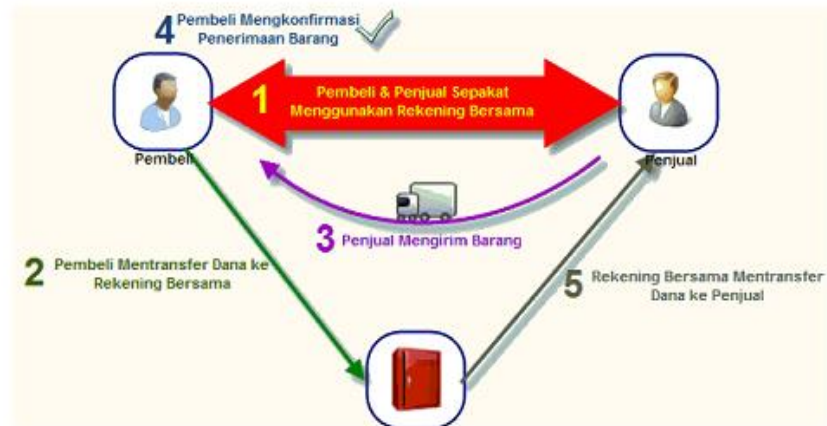 4 Pembeli Mengkonfirmasi
Penerimaan Barang
1 Pembeli & Penjual Sepakat
Menggunakan Rekening Bersama
Pembeli
Penjual
3 Penjual Mengirim Barang
2 Pembeli Mentransfer Dana ke
Rekening Bersama
5 Rekening Bersama Mentransfer
Dana ke Penjual